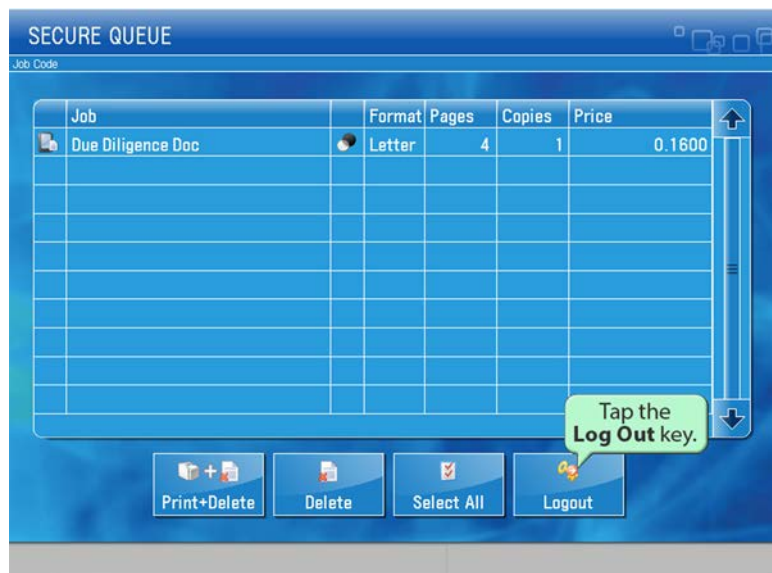 SECURE QUEUE
Job Code
Job Format Pages Copies Price
Due Diligence Doc Letter 4 1 0.1600
Tap the
Log Out key.
Print+Delete Delete Select All Logout